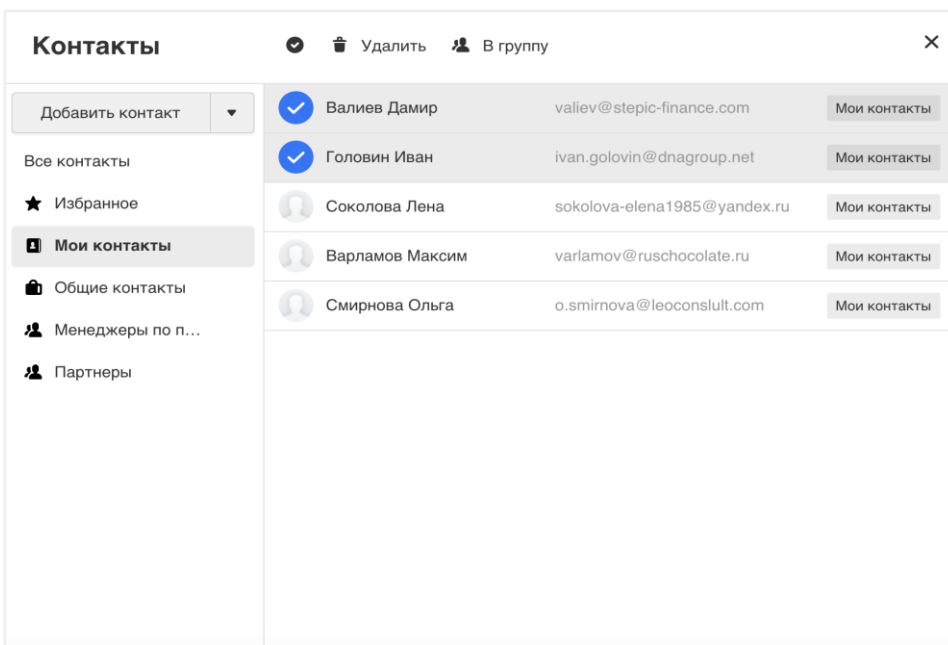 Контакты
Удалить
В группу
Добавить контакт
Все контакты
Избранное
Мои контакты
Общие контакты
Менеджеры по п...
Партнеры
Валиев Дамир valiev@stepic-finance.com Мои контакты
Головин Иван ivan.golovin@dnagroup.net Мои контакты
Соколова Лена sokolova-elena1985@yandex.ru Мои контакты
Варламов Максим varlamov@ruschocolate.ru Мои контакты
Смирнова Ольга o.smirnova@leoconslult.com Мои контакты